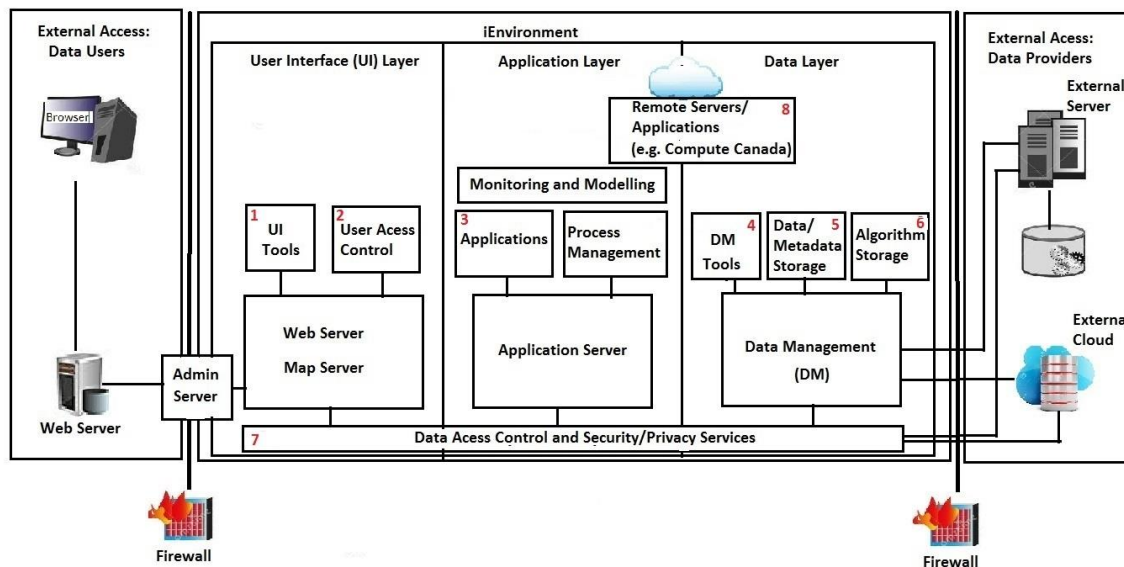 External Access:
Data Users
Browser
Web Server
Firewall
iEnvironment
User Interface (UI) Layer
Application Layer
Data Layer
Remote Servers/ 8
Applications
(e.g. Compute Canada)
Monitoring and Modelling
1
UI
Tools
2
User Acess
Control
3
Applications
Process
Management
4
DM
Tools
Data/ 5
Metadata
Storage
6
Algorithm
Storage
Web Server
Map Server
Application Server
Data Management
(DM)
Admin
Server
7 Data Acess Control and Security/Privacy Services
External Acess:
Data Providers
External
Server
External
Cloud
Firewall